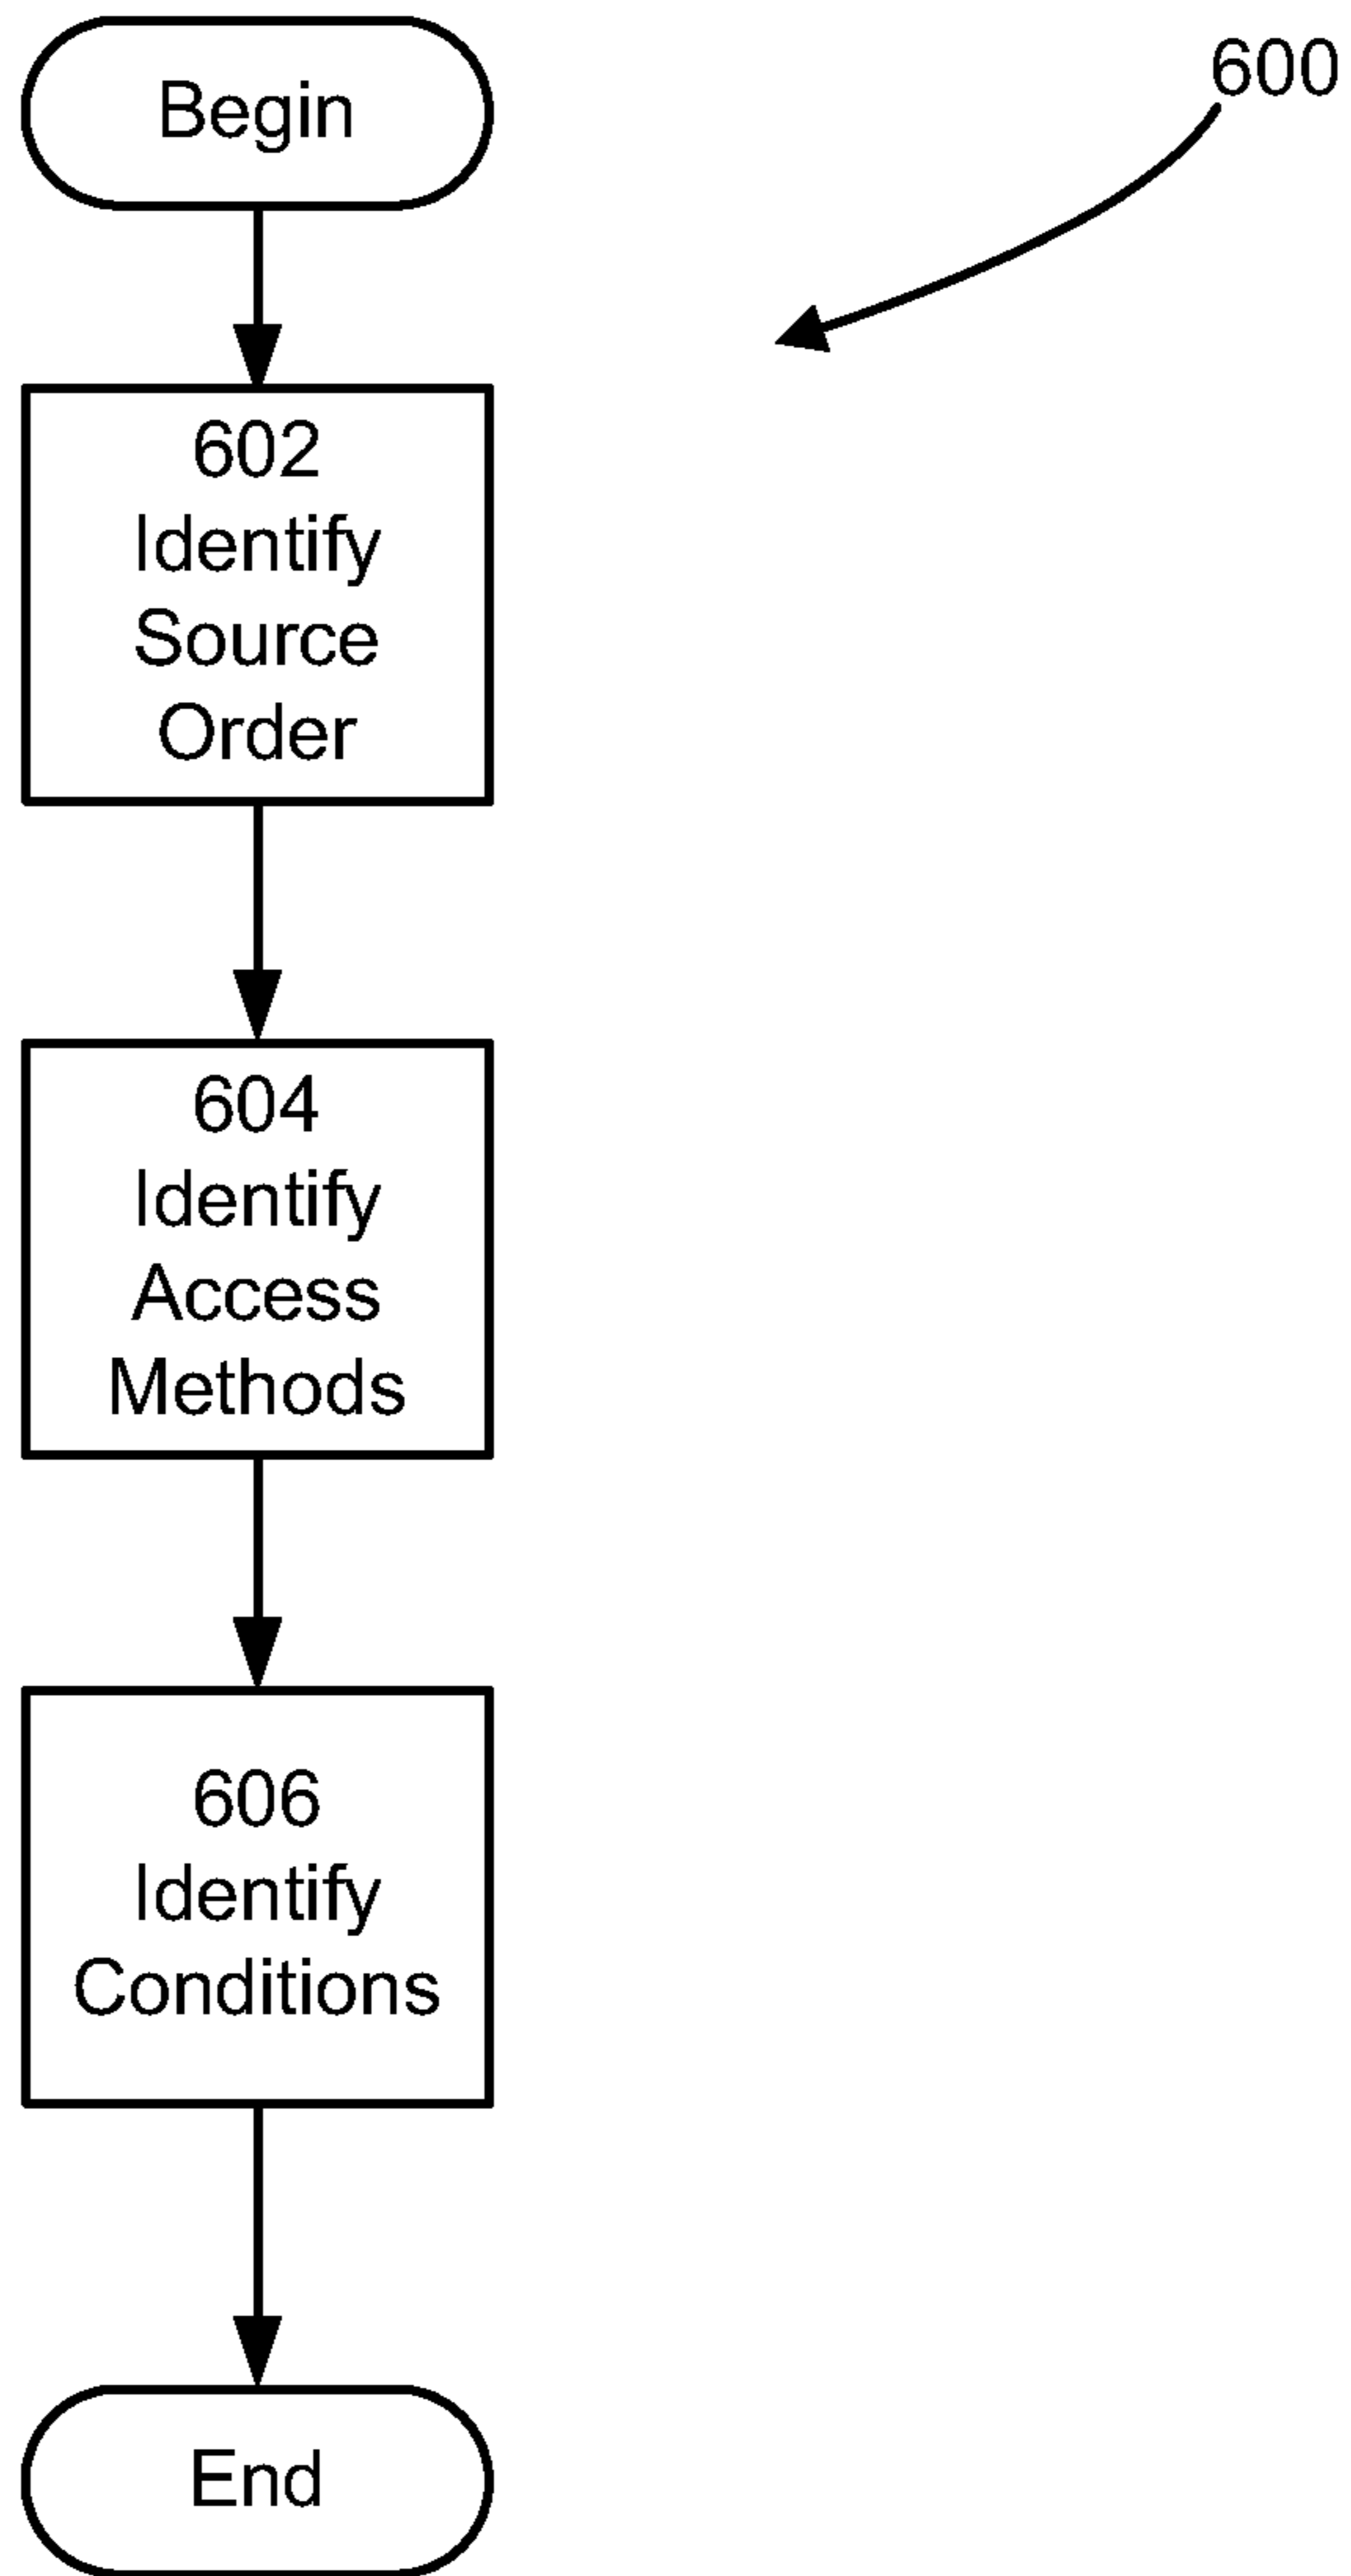 Begin
600
602
Identify
Source
Order
604
Identify
Access
Methods
606
Identify
Conditions
End